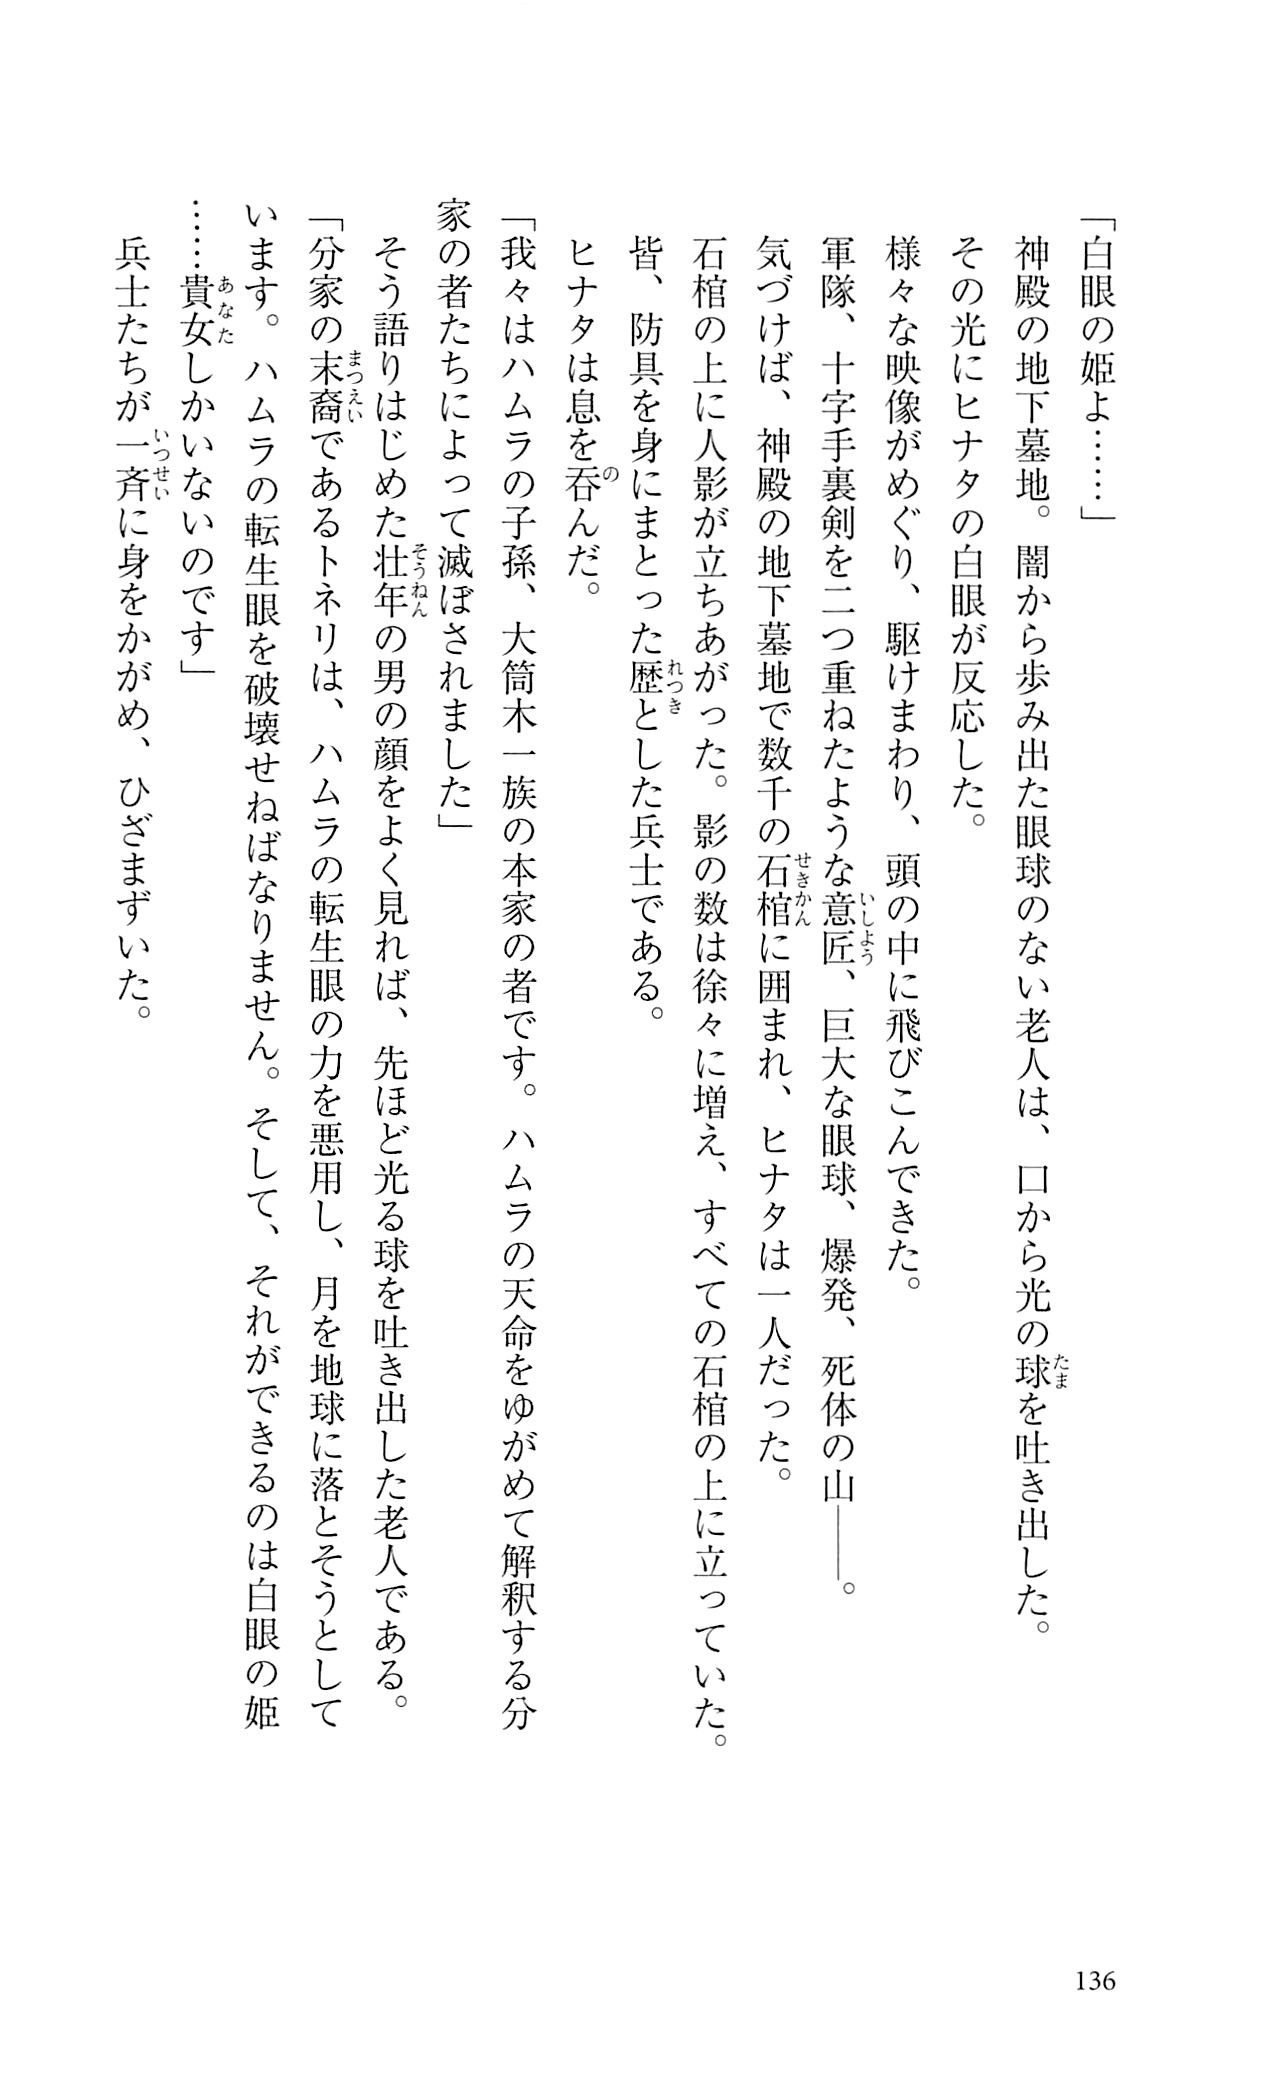 「白眼の姫よ……」
神殿の地下墓地。闇から歩み出た眼球のない老人は、口から光の球を吐き出した。
その光にヒナタの白眼が反応した。
様々な映像がめぐり、駆けまわり、頭の中に飛びこんできた。
軍隊、十字手裏剣を二つ重ねたような意匠、巨大な眼球、爆発、死体の山――。
気づけば、神殿の地下墓地で数千の石棺に囲まれ、ヒナタは一人だった。
石棺の上に人影が立ちあがった。影の数は徐々に増え、すべての石棺の上に立っていた。
皆、防具を身にまとった歴とした兵士である。
ヒナタは息を呑んだ。
「我々はハムラの子孫、大筒木一族の本家の者です。ハムラの天命をゆがめて解釈する分
家の者たちによって滅ぼされました」
そう語りはじめた壮年の男の顔をよく見れば、先ほど光る球を吐き出した老人である。
「分家の末裔であるトネリは、ハムラの転生眼の力を悪用し、月を地球に落とそうとして
います。ハムラの転生眼を破壊せねばなりません。そして、それができるのは白眼の姫
……貴女しかいないのです」
兵士たちが一斉に身をかがめ、ひざまずいた。
136